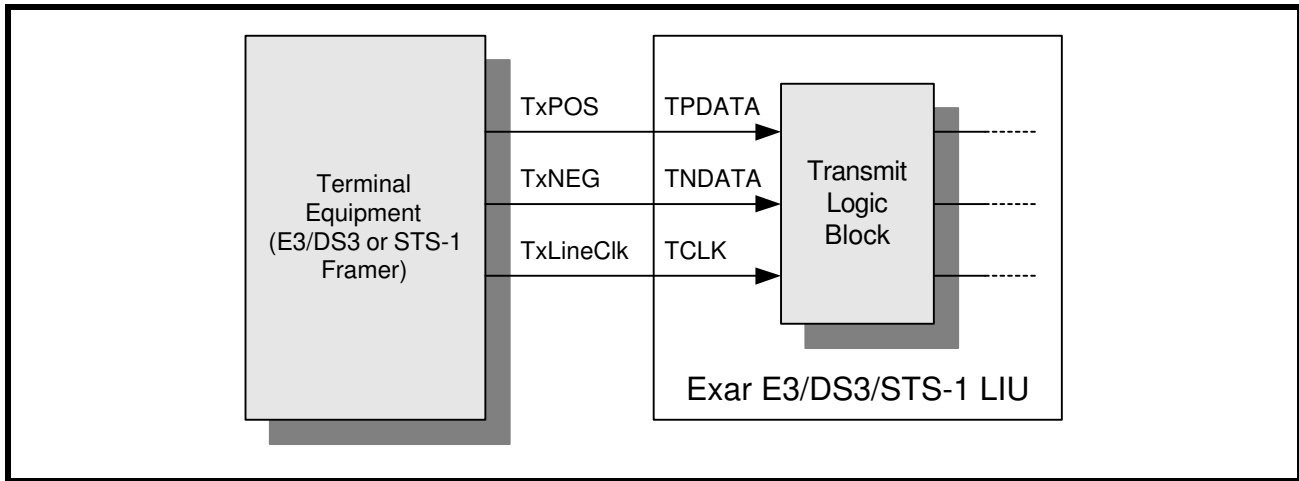 TxPOS
TPDATA
TxNEG
TNDATA
TxLineClk
TCLK
Terminal
Equipment
(E3/DS3 or STS-1
Framer)
Transmit
Logic
Block
Exar E3/DS3/STS-1 LIU